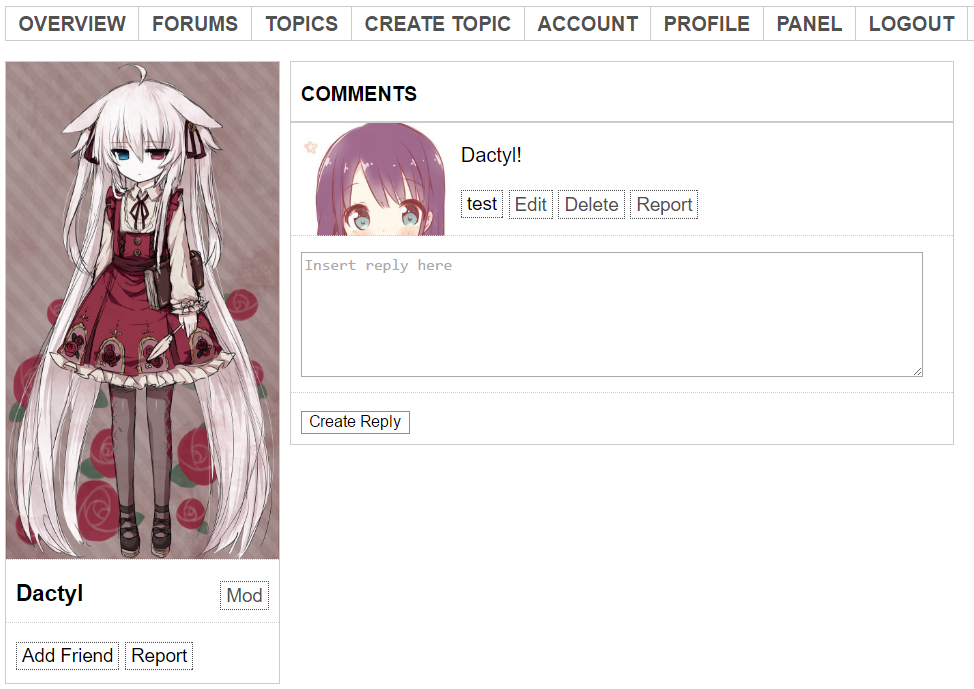 OVERVIEW FORUMS TOPICS CREATE TOPIC ACCOUNT PROFILE PANEL LOGOUT
COMMENTS
Dactyl!
test Edit Delete Report
Insert reply here
Create Reply
Dactyl Mod
Add Friend Report